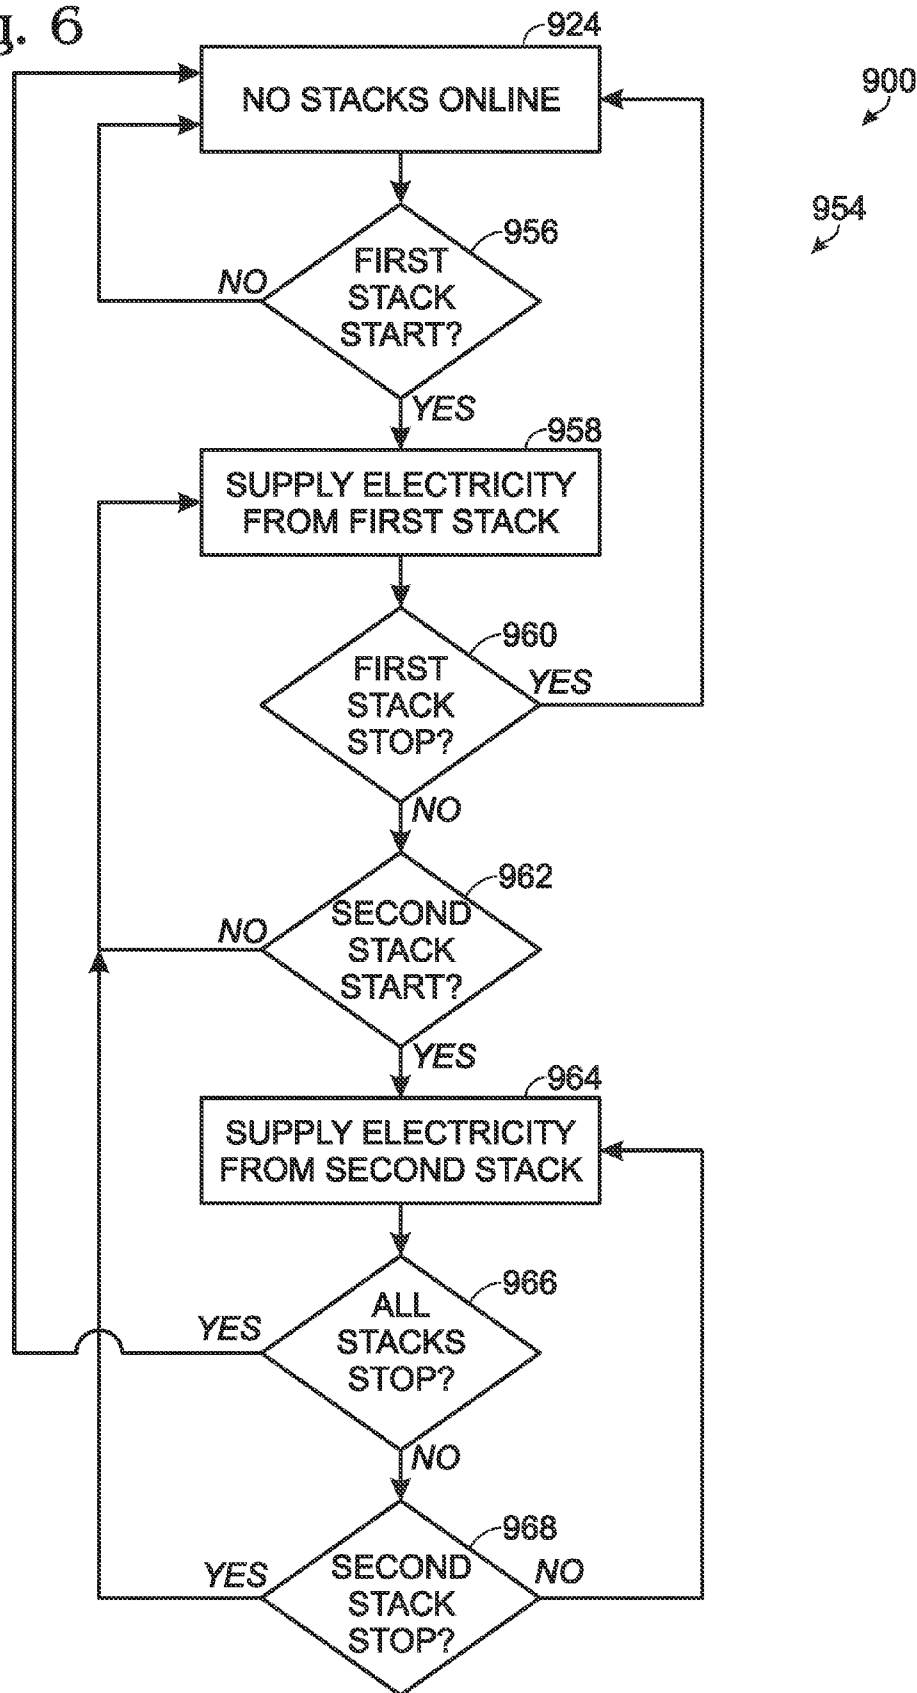 g. 6
924
NO STACKS ONLINE
900
954
956
FIRST
STACK
START?
NO
YES
958
SUPPLY ELECTRICITY
FROM FIRST STACK
960
FIRST
STACK
STOP?
YES
NO
962
SECOND
STACK
START?
NO
YES
964
SUPPLY ELECTRICITY
FROM SECOND STACK
966
ALL
STACKS
STOP?
YES
NO
968
SECOND
STACK
STOP?
YES
NO